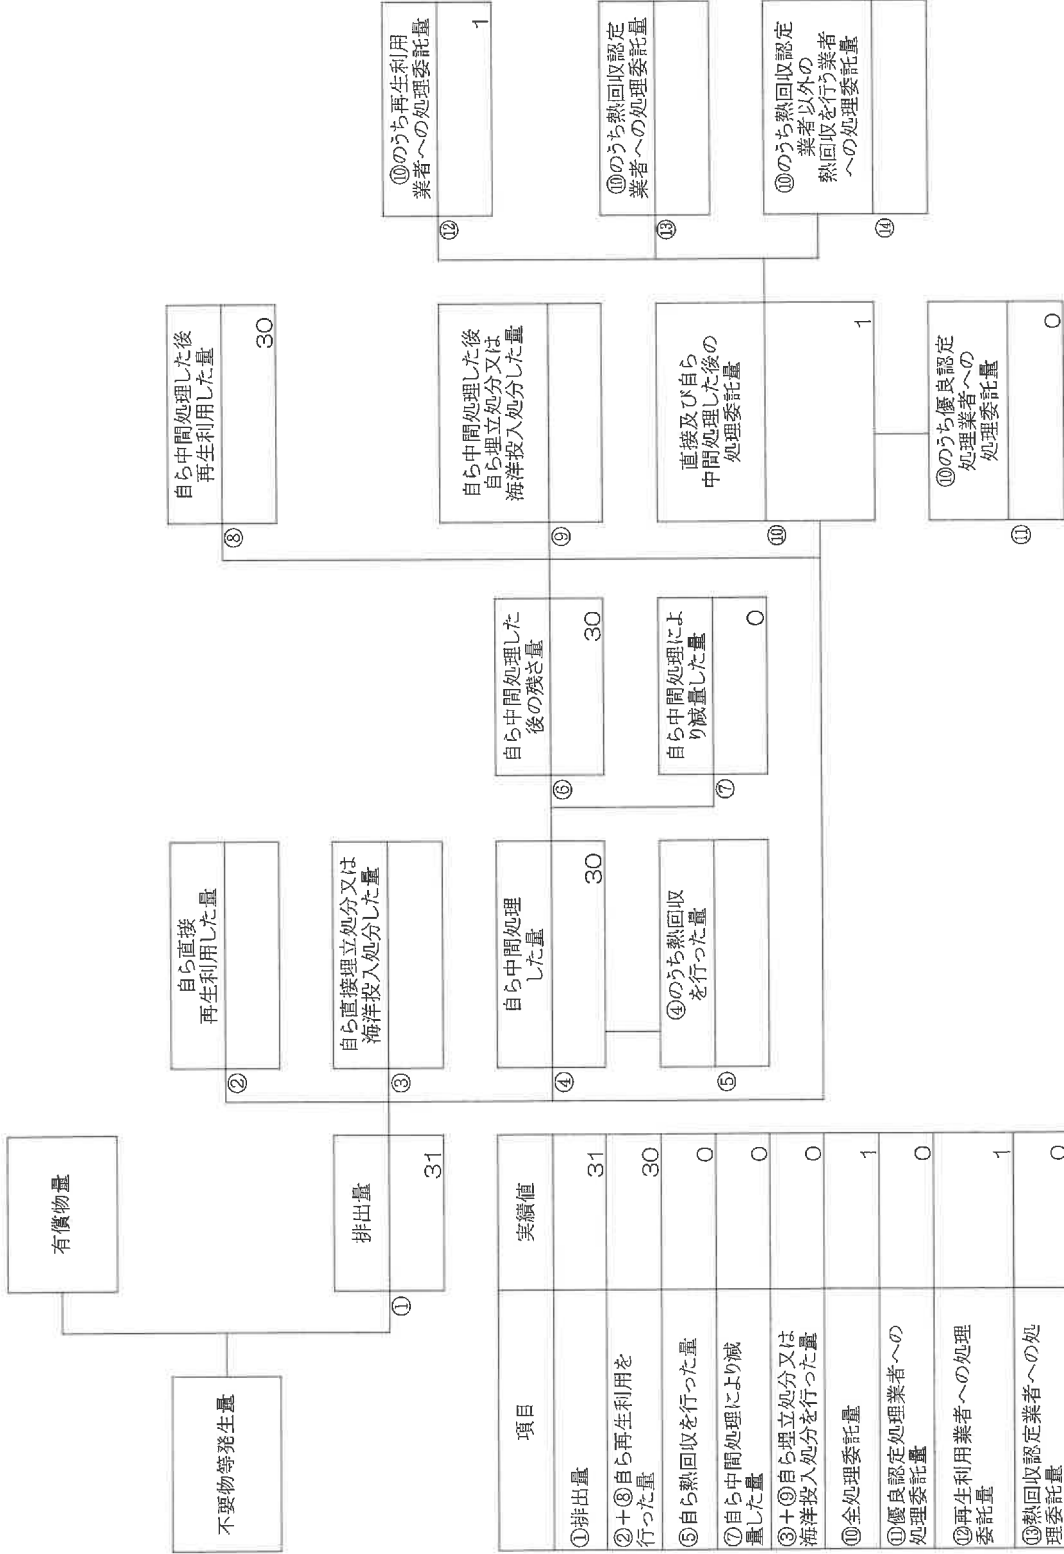 不要物等発生量
有償物量
①
排出量
31
②
自ら直接
再生利用した量
③
自ら直接埋立処分又は
海洋投入処分した量
④
自ら中間処理
した量
30
⑤
④のうち熱回収
を行った量
⑥
自ら中間処理した
後の残さ量
30
⑦
自ら中間処理によ
り減量した量
0
⑧
自ら中間処理した後
再生利用した量
30
⑨
自ら中間処理した後
自ら埋立処分又は
海洋投入処分した量
⑩
直接及び自ら
中間処理した後の
処理委託量
1
⑪
⑩のうち優良認定
処理業者への
処理委託量
0
⑫
⑩のうち再生利用
業者への処理委託量
1
⑬
⑩のうち熱回収認定
業者への処理委託量
⑭
⑩のうち熱回収認定
業者以外の
熱回収を行う業者
への処理委託量
項目
実績値
①排出量
31
②+⑧自ら再生利用を
行った量
30
⑤自ら熱回収を行った量
0
⑦自ら中間処理により減
量した量
0
③+⑨自ら埋立処分又は
海洋投入処分を行った量
0
⑩全処理委託量
1
⑪優良認定処理業者への
処理委託量
0
⑫再生利用業者への処理
委託量
1
⑬熱回収認定業者への処
理委託量
0